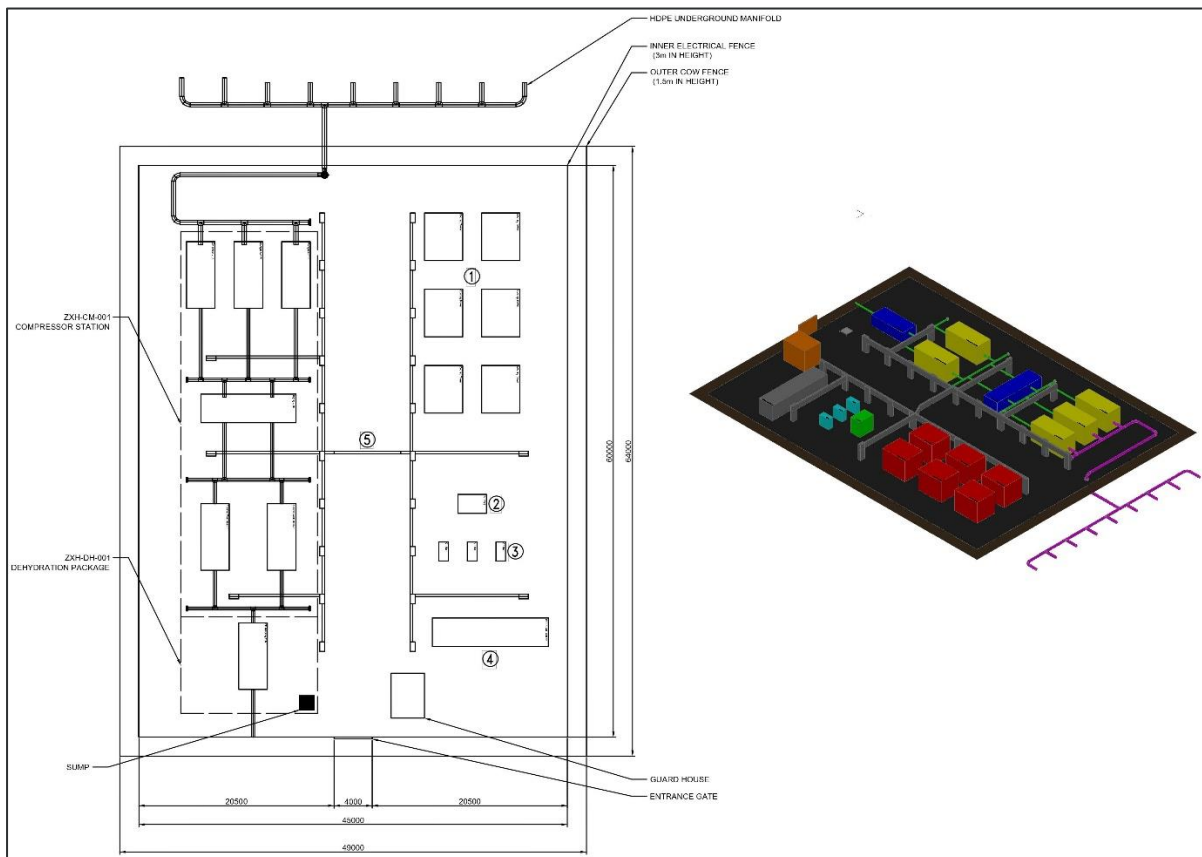 HDPE UNDERGROUND MANIFOLD
INNER ELECTRICAL FENCE
(3m IN HEIGHT)
OUTER COW FENCE
(1.5m IN HEIGHT)
1
ZXH-CM-001
COMPRESSOR STATION
5
60000
64000
2
3
ZXH-DH-001
DEHYDRATION PACKAGE
4
SUMP
GUARD HOUSE
ENTRANCE GATE
20500
4000
20500
45000
49000